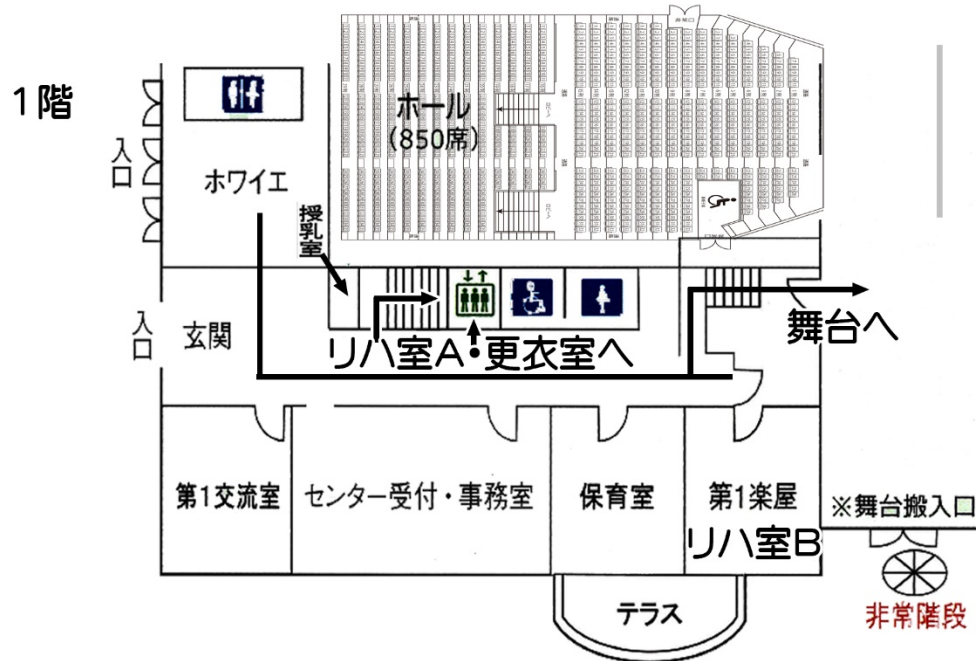 1階
ホール
(850席)
入口
ホワイエ
授乳室
入口
玄関
リハ室A・更衣室へ
舞台へ
第1交流室
センター受付・事務室
保育室
第1楽屋
リハ室B
※舞台搬入口
テラス
非常階段